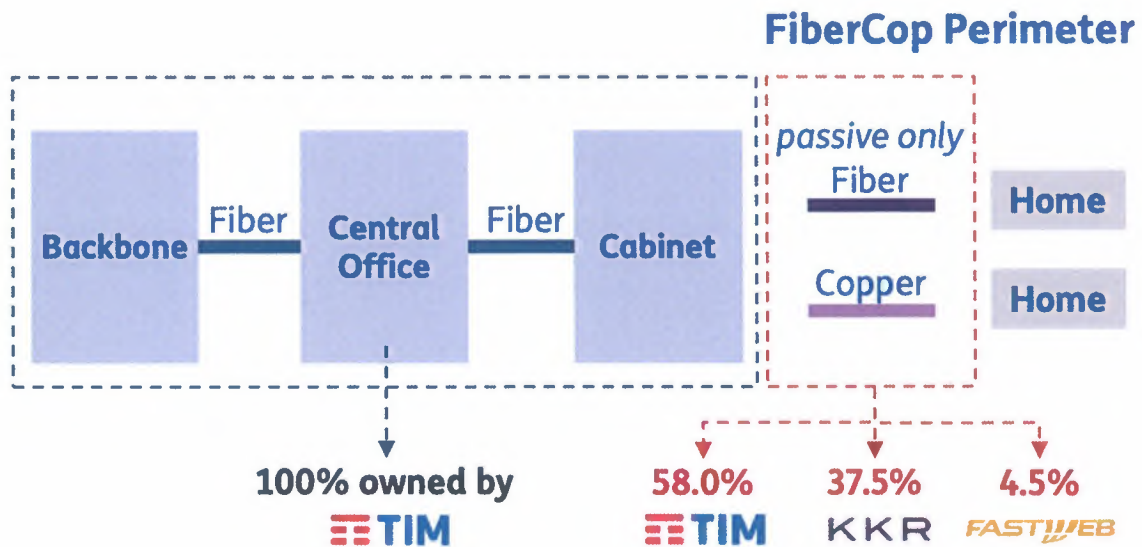 FiberCop Perimeter
passive only
Fiber
Home
Backbone
Fiber
Central
Office
Fiber
Cabinet
Copper
Home
100% owned by
TIM
58.0%
37.5%
4.5%
TIM
KKR
FASTWEB